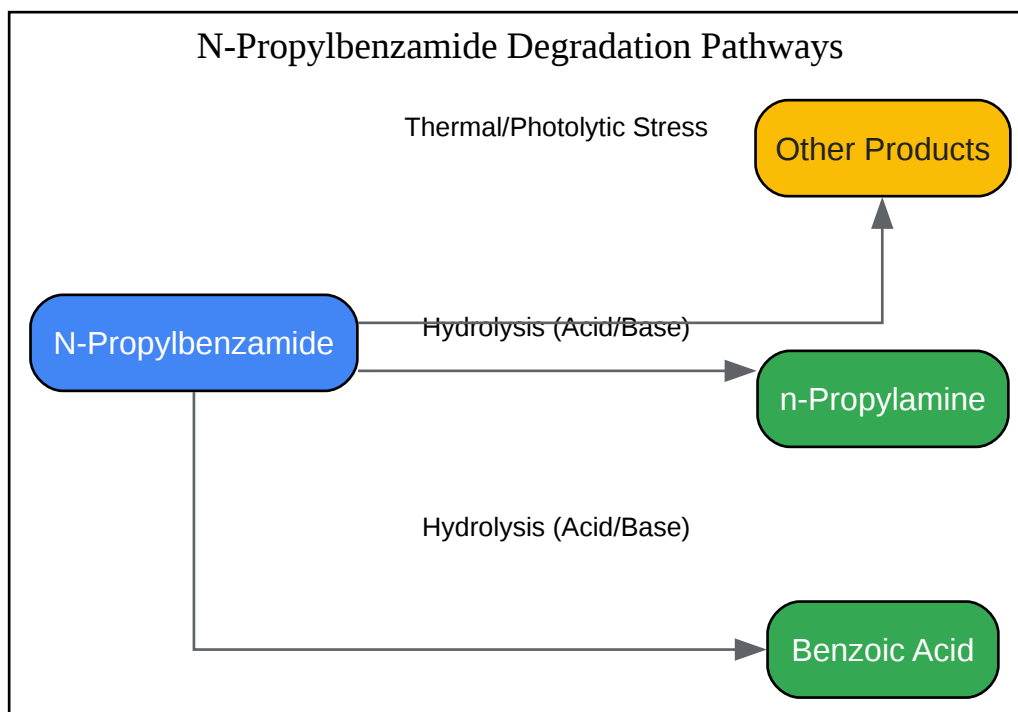 N-Propylbenzamide Degradation Pathways
Thermal/Photolytic Stress
Other Products
Hydrolysis (Acid/Base)
N-Propylbenzamide
n-Propylamine
Hydrolysis (Acid/Base)
Benzoic Acid